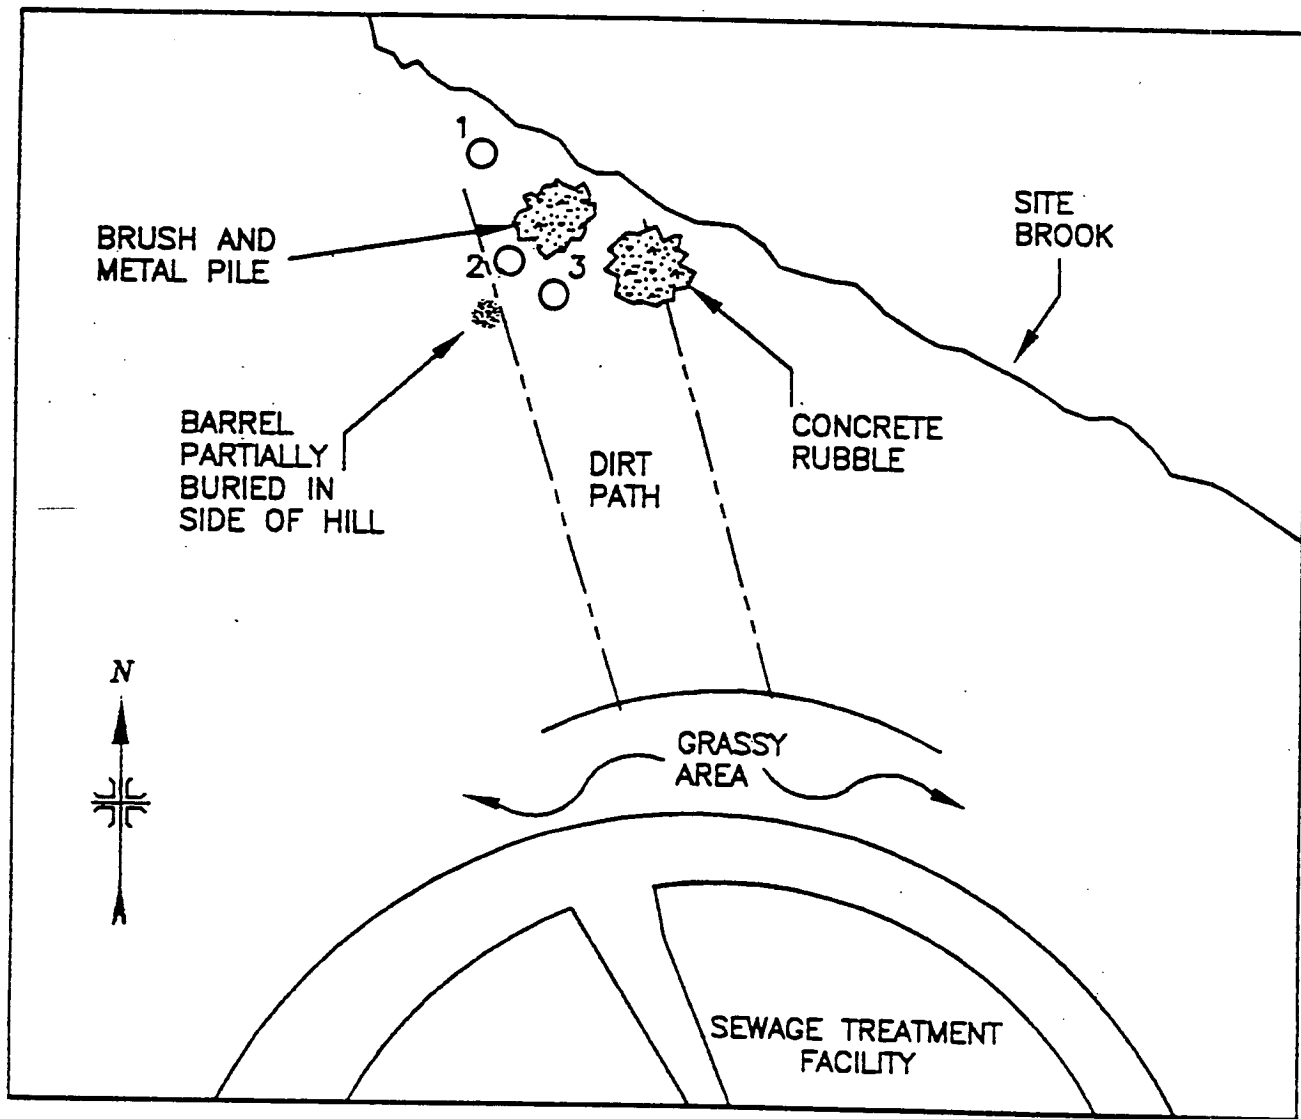 1
BRUSH AND
METAL PILE
2
3
SITE
BROOK
BARREL
PARTIALLY
BURIED IN
SIDE OF HILL
DIRT
PATH
CONCRETE
RUBBLE
N
GRASSY
AREA
SEWAGE TREATMENT
FACILITY